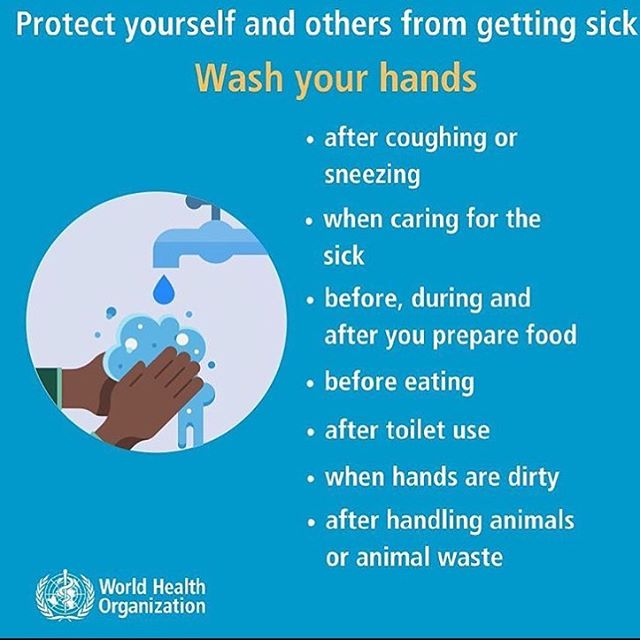 Protect yourself and others from getting sick
Wash your hands
• after coughing or
sneezing
• when caring for the
sick
• before, during and
after you prepare food
• before eating
• after toilet use
• when hands are dirty
• after handling animals
or animal waste
World Health
Organization